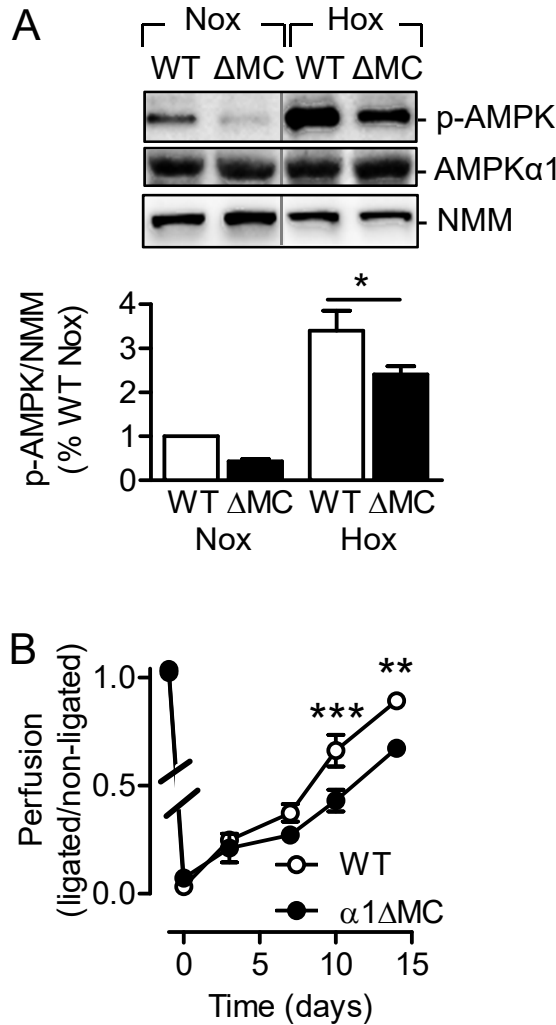 A
Nox Hox
WT ΔMC WT ΔMC
p-AMPK
AMPKα1
NMM
p-AMPK/NMM
(% WT Nox)
4
3
2
1
0
*
WT ΔMC WT ΔMC
Nox Hox
B
Perfusion
(ligated/non-ligated)
1.0
0.5
0.0
***
**
WT
α1ΔMC
0 5 10 15
Time (days)